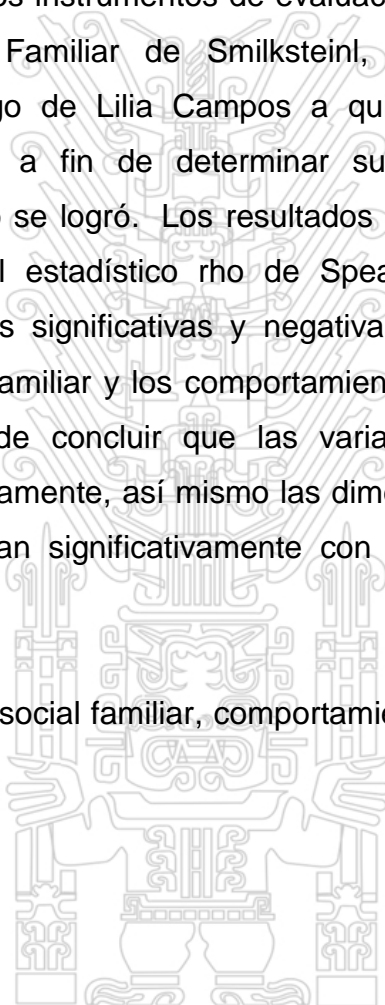 os instrumentos de evaluac
Familiar de Smilksteinl,
go de Lilia Campos a qu
a fin de determinar su
o se logró. Los resultados
l estadístico rho de Spea
s significativas y negativa
amiliar y los comportamien
de concluir que las varia
amente, así mismo las dime
an significativamente con
social familiar, comportamie